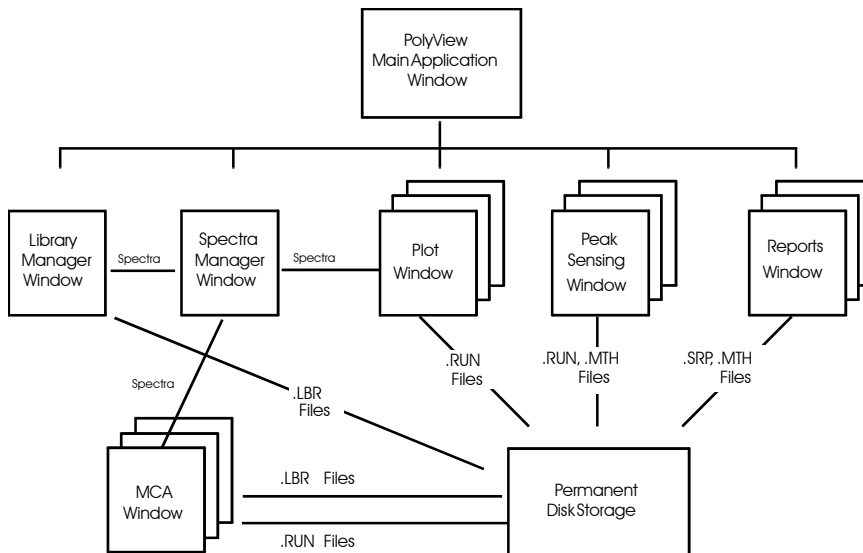 PolyView
Main Application
Window
Library
Manager
Window
Spectra
Spectra
Manager
Window
Spectra
Plot
Window
Peak
Sensing
Window
Reports
Window
Spectra
.LBR
Files
.RUN
Files
.RUN, .MTH
Files
.SRP, .MTH
Files
MCA
Window
.LBR Files
.RUN Files
Permanent
Disk Storage